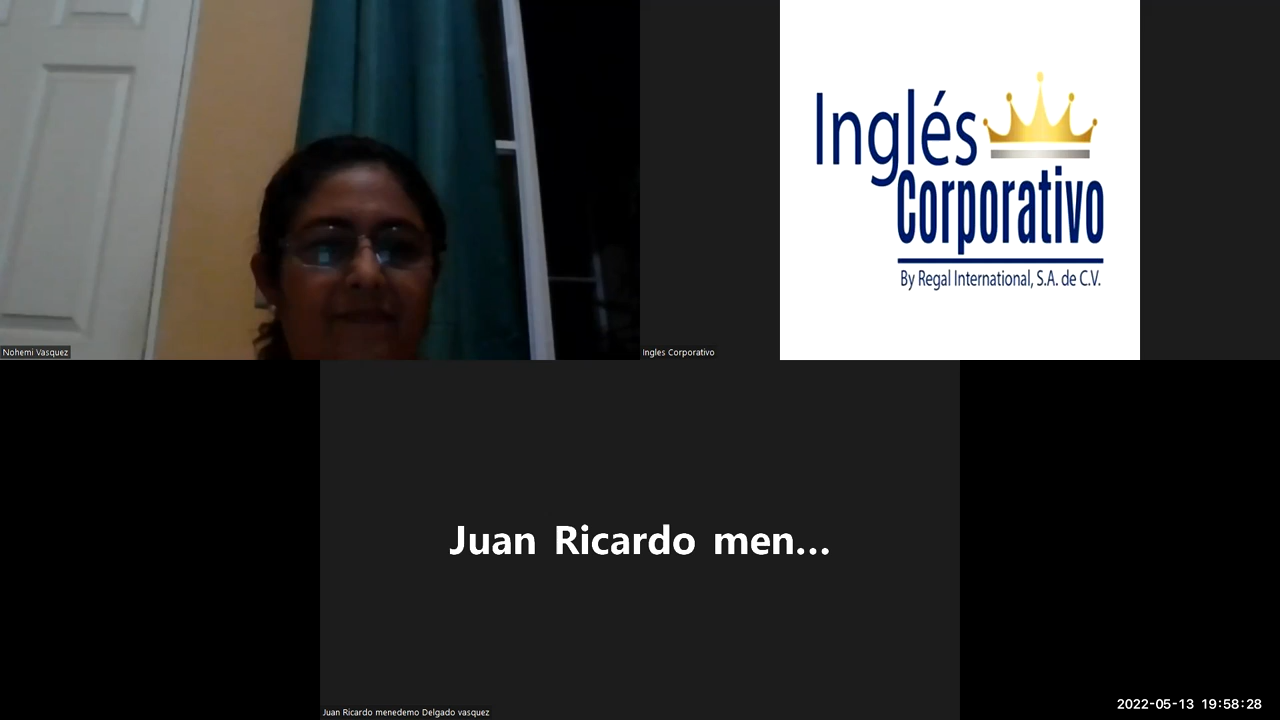 Inglés
Corporativo
By Regal International, S.A. de C.V.
Nohemi Vasquez
Ingles Corporativo
Juan Ricardo men...
Juan Ricardo menedemo Delgado vasquez
2022-05-13 19:58:28